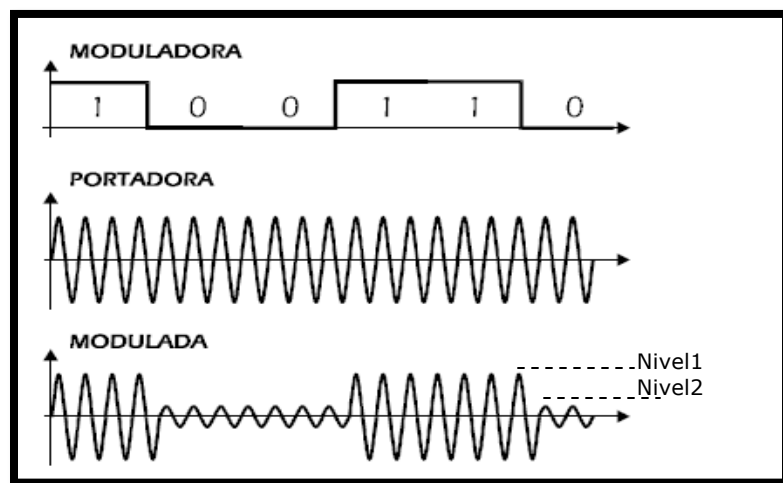 MODULADORA
1 0 0 1 1 0
PORTADORA
MODULADA
Nivel1
Nivel2